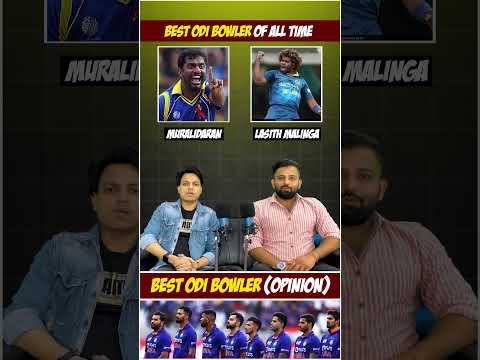 BEST ODI BOWLER OF ALL TIME
MURALIDARAN
LASITH MALINGA
BEST ODI BOWLER (OPINION)